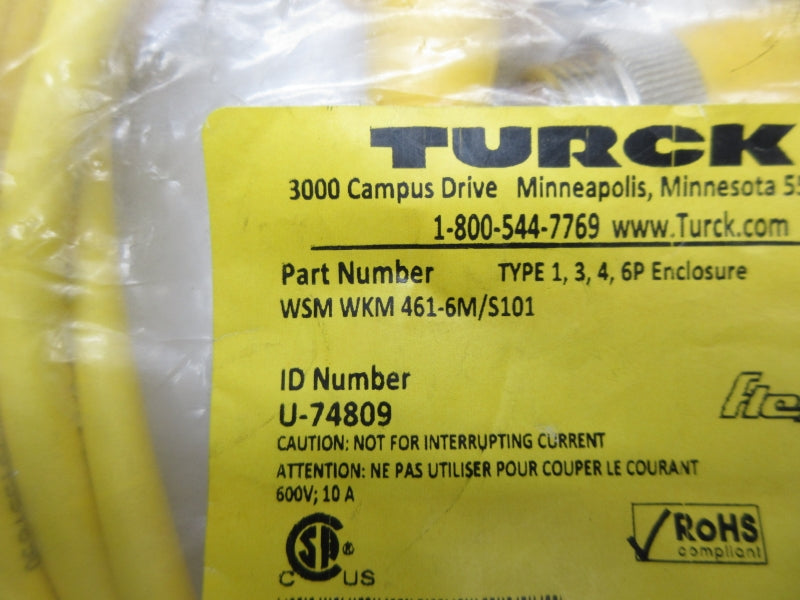 TURCK
3000 Campus Drive Minneapolis, Minnesota
1-800-544-7769 www.Turck.com
Part Number TYPE 1, 3, 4, 6P Enclosure
WSM WKM 461-6M/S101
ID Number
U-74809
CAUTION: NOT FOR INTERRUPTING CURRENT
ATTENTION: NE PAS UTILISER POUR COUPER LE COURANT
600V; 10 A
SA ®
C US
RoHS
compliant